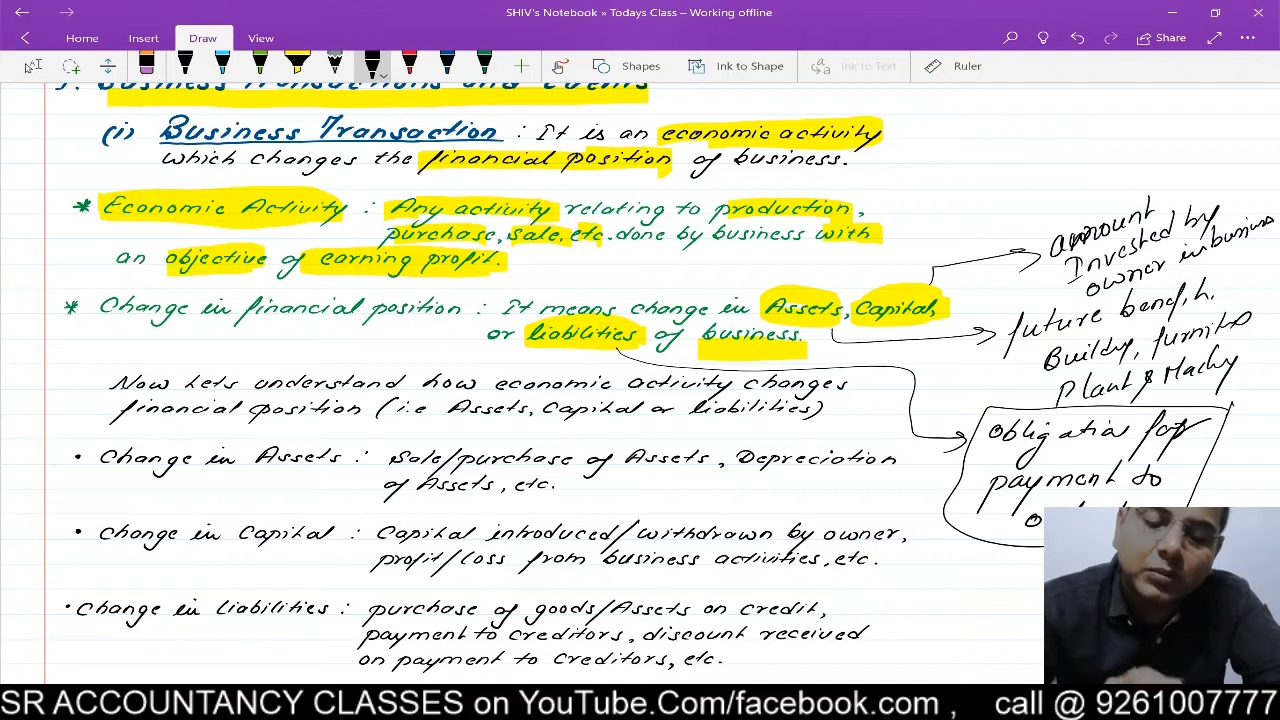 SHIV's Notebook » Todays Class – Working offline
Home Insert Draw View
Share
Shapes Ink to Shape Ink to Text Ruler
Business Transactions and Events
(i) Business Transaction : It is an economic activity
which changes the financial position of business.
* Economic Activity : Any activity relating to production,
purchase, sale, etc. done by business with
an objective of earning profit.
* Change in financial position : It means change in Assets, Capital,
or liabilities of business.
amount
Invested by
owner in business
future
Plant &
Obligation for
payment to
Now Lets understand how economic activity changes
financial position (i.e Assets, Capital or liabilities)
• Change in Assets : Sale/purchase of Assets, Depreciation
of Assets, etc.
• Change in Capital : Capital introduced/withdrawn by owner,
profit/Loss from business activities, etc.
• Change in liabilities : purchase of goods/Assets on credit,
payment to creditors, discount received
on payment to creditors, etc.
SR ACCOUNTANCY CLASSES on YouTube.Com/facebook.com , call @ 9261007777